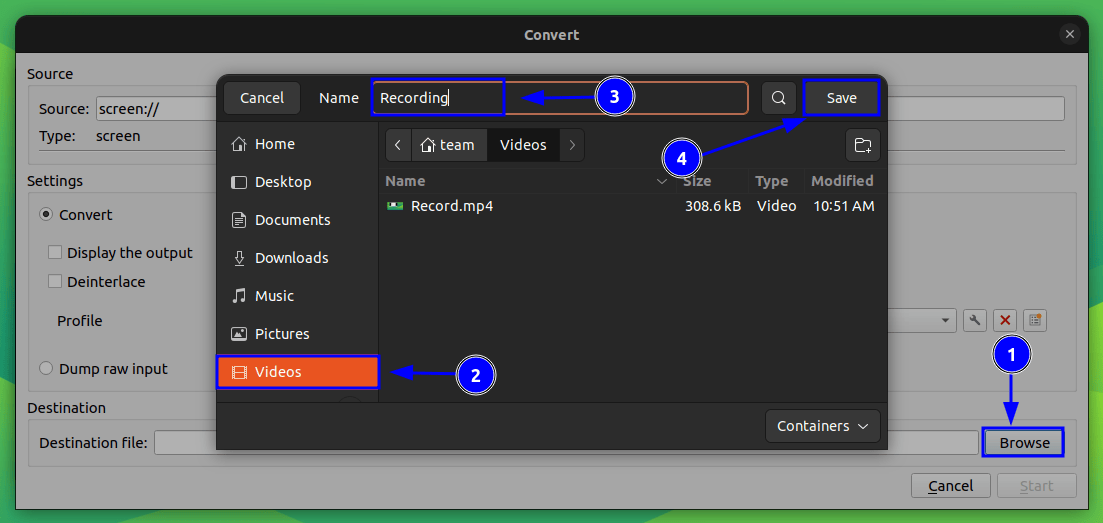 Convert
Source
Source: screen://
Type: screen
Settings
Convert
Display the output
Deinterlace
Profile
Dump raw input
Destination
Destination file:
Browse
Cancel
Start
Cancel
Name
Recording
Save
Home
Desktop
Documents
Downloads
Music
Pictures
Videos
team
Videos
Name Size Type Modified
Record.mp4 308.6 kB Video 10:51 AM
Containers
1
2
3
4